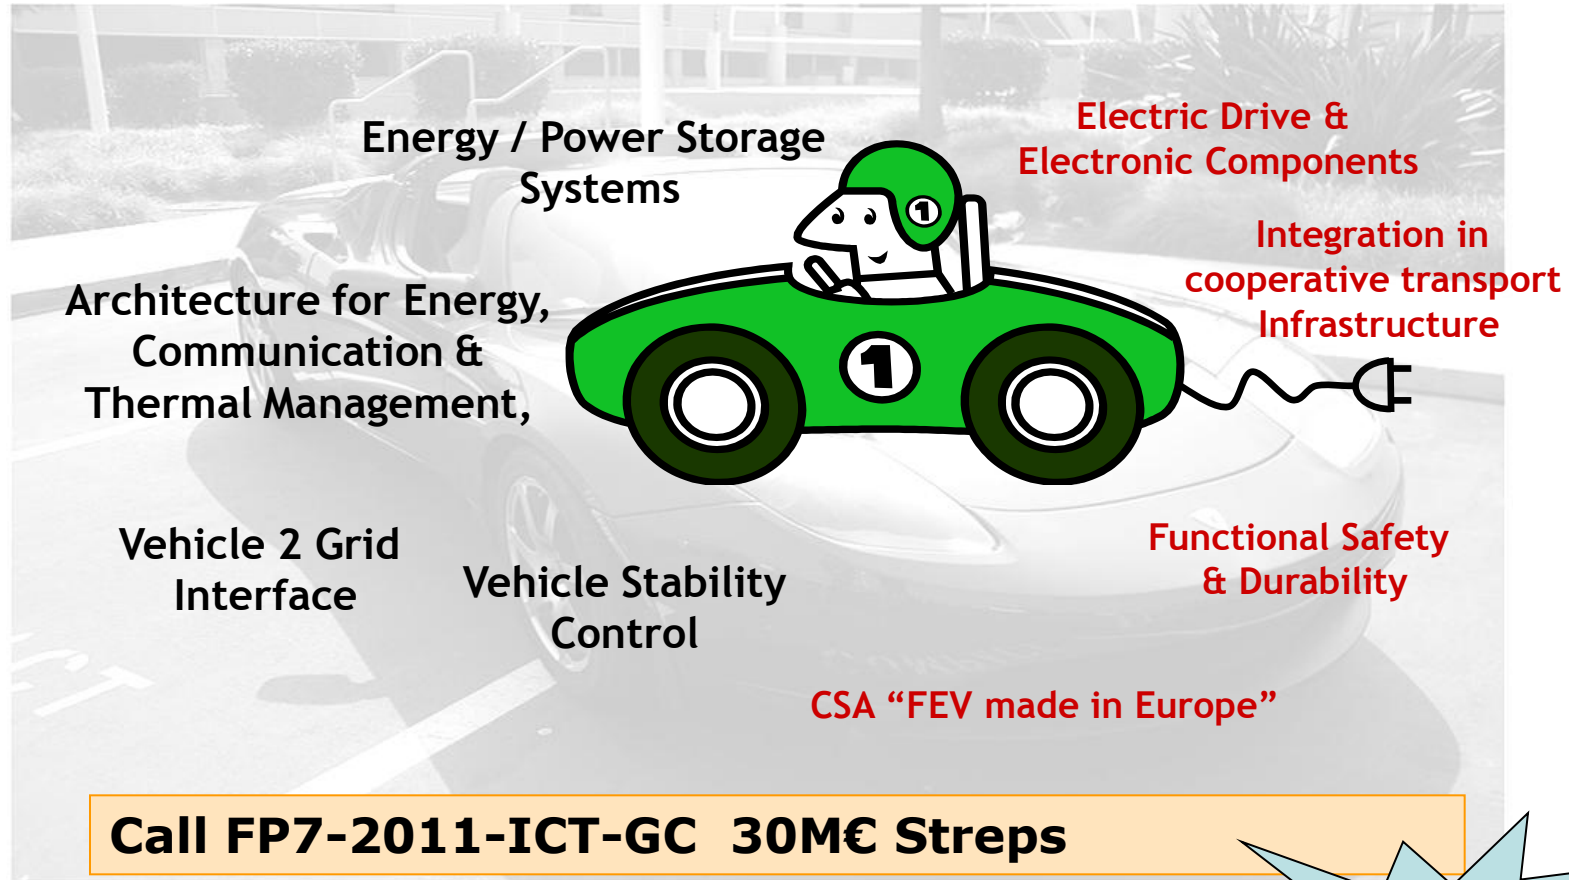 Energy / Power Storage
Systems
Electric Drive &
Electronic Components
1
Integration in
cooperative transport
Infrastructure
Architecture for Energy,
Communication &
Thermal Management,
1
Vehicle 2 Grid
Interface
Vehicle Stability
Control
Functional Safety
& Durability
CSA “FEV made in Europe”
Call FP7-2011-ICT-GC 30M€ Streps